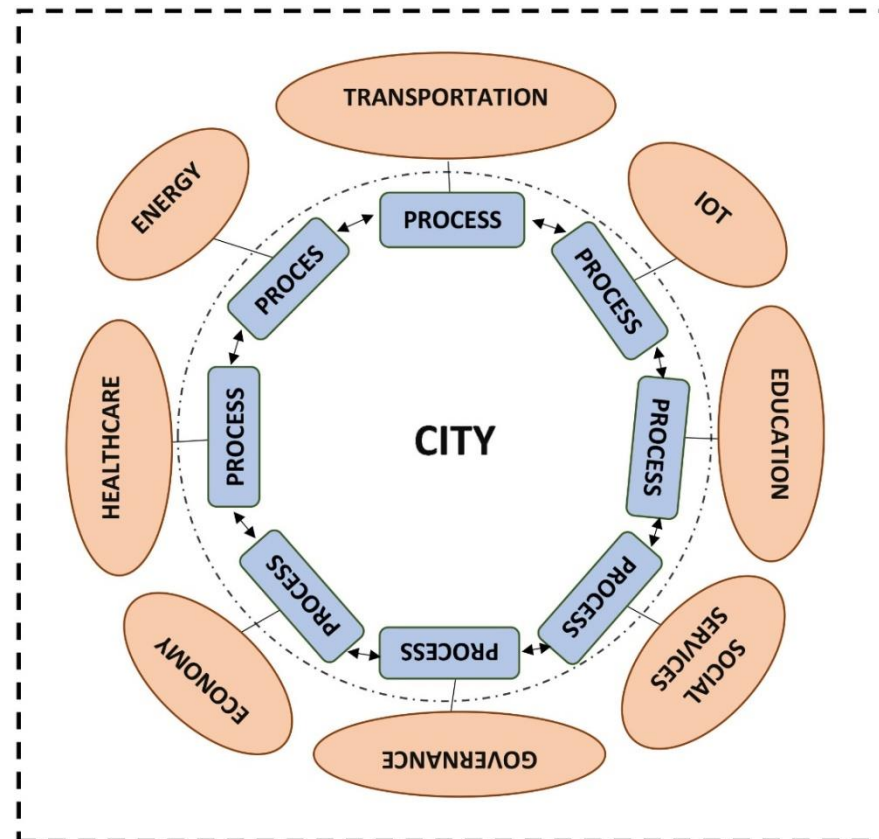 TRANSPORTATION
IOT
EDUCATION
SOCIAL
SERVICES
GOVERNANCE
ECONOMY
HEALTHCARE
ENERGY
PROCESS
PROCESS
PROCESS
PROCESS
PROCESS
PROCESS
PROCESS
PROCES
CITY